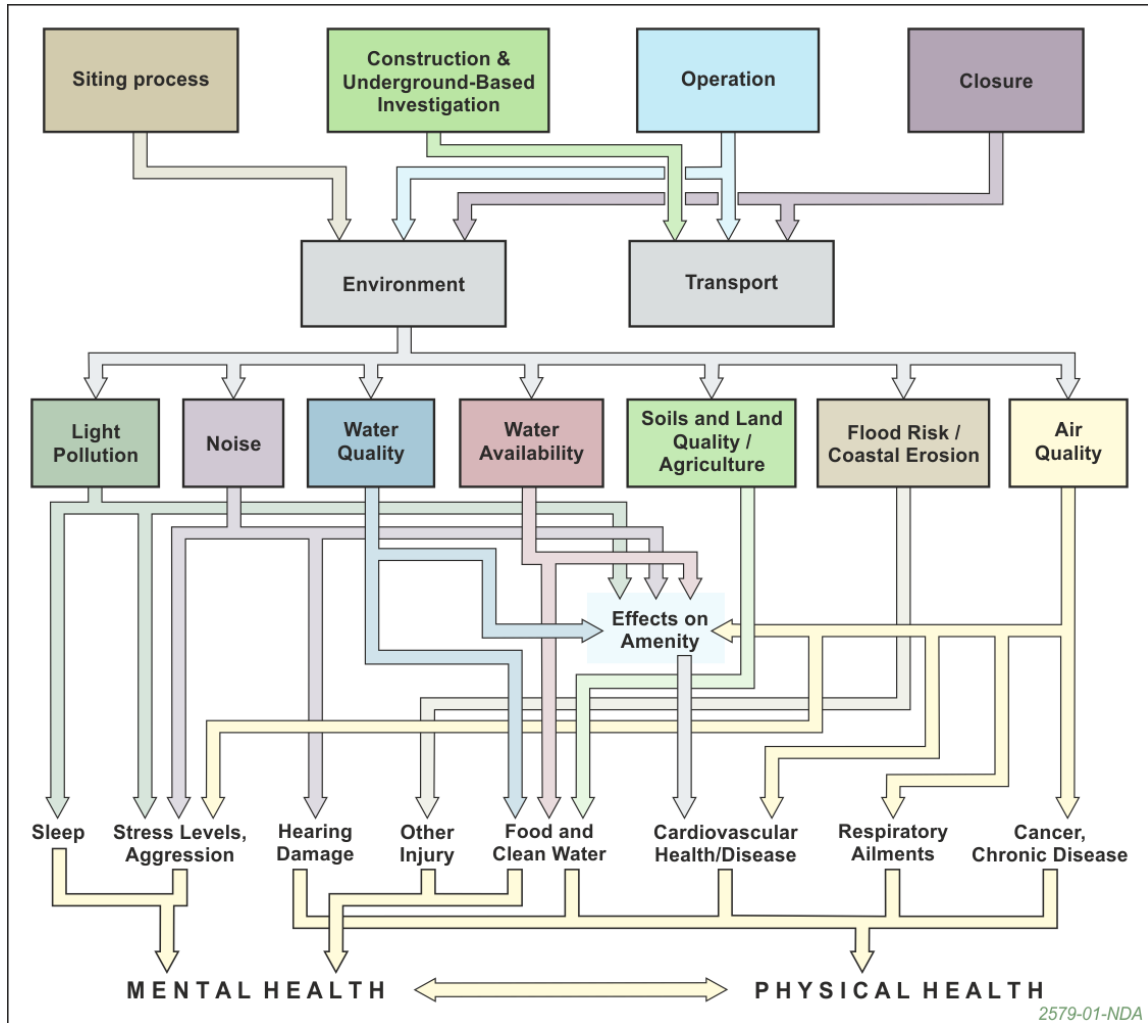 Siting process
Construction &
Underground-Based
Investigation
Operation
Closure
Environment
Transport
Light
Pollution
Noise
Water
Quality
Water
Availability
Soils and Land
Quality /
Agriculture
Flood Risk /
Coastal Erosion
Air
Quality
Effects on
Amenity
Sleep
Stress Levels,
Aggression
Hearing
Damage
Other
Injury
Food and
Clean Water
Cardiovascular
Health/Disease
Respiratory
Ailments
Cancer,
Chronic Disease
MENTAL HEALTH
PHYSICAL HEALTH
2579-01-NDA